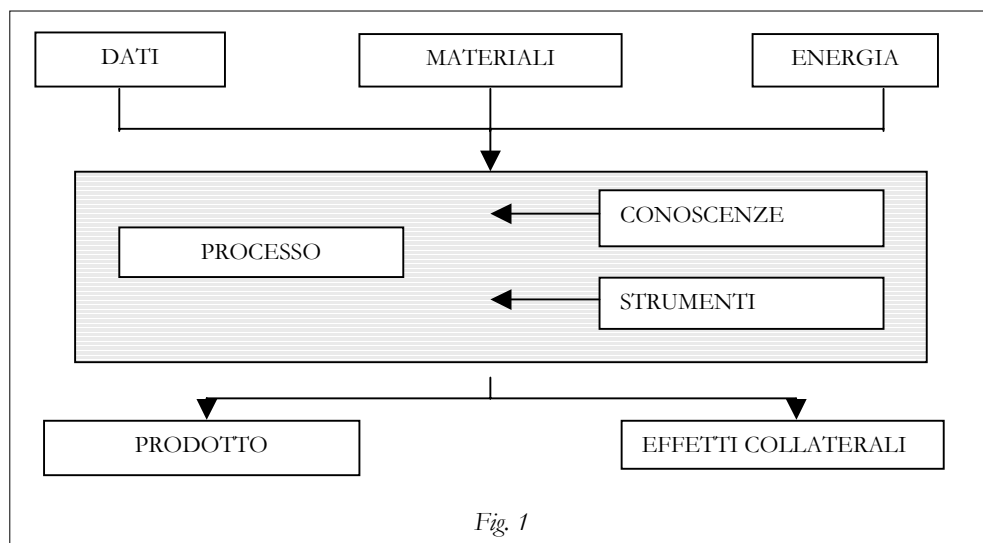 DATI
MATERIALI
ENERGIA
CONOSCENZE
PROCESSO
STRUMENTI
PRODOTTO
EFFETTI COLLATERALI
Fig. 1